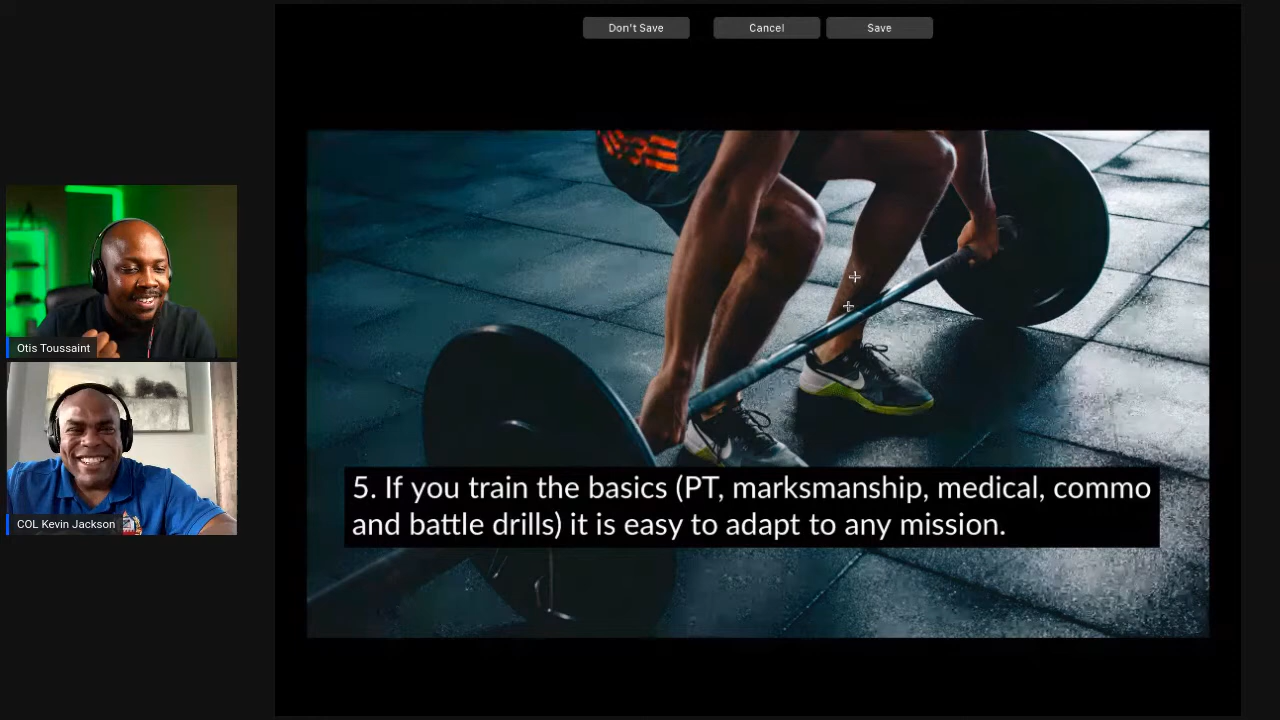 Don't Save
Cancel
Save
Otis Toussaint
COL Kevin Jackson
5. If you train the basics (PT, marksmanship, medical, commo
and battle drills) it is easy to adapt to any mission.